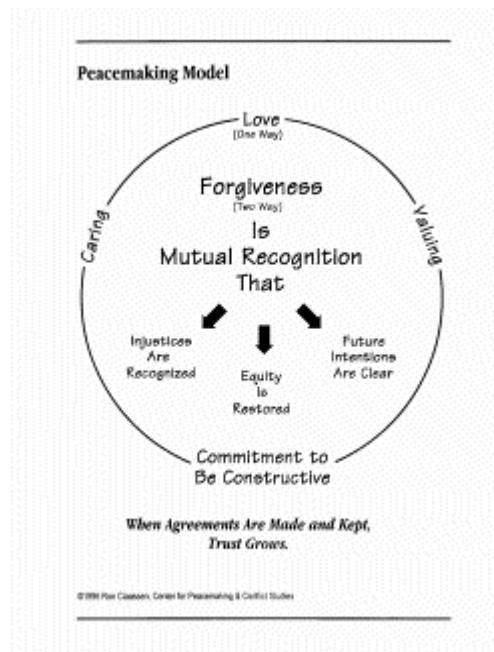 Peacemaking Model
Love
(One Way)
Forgiveness
(Two Way)
Is
Mutual Recognition
That
Caring
Valuing
Injustices
Are
Recognized
Equity
Is
Restored
Future
Intentions
Are Clear
Commitment to
Be Constructive
When Agreements Are Made and Kept,
Trust Grows.
Ron Claassen, Center for Peacemaking & Conflict Studies